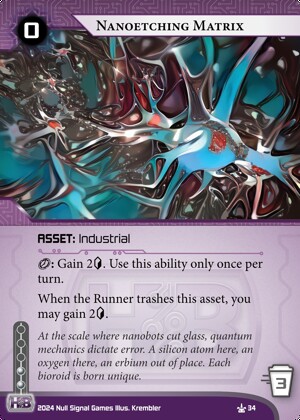 0
Nanoetching Matrix
ASSET: Industrial
: Gain 2. Use this ability only once per
turn.
When the Runner trashes this asset, you
may gain 2.
At the scale where nanobots cut glass, quantum
mechanics dictate error. A silicon atom here, an
oxygen there, an erbium out of place. Each
bioroid is born unique.
3
HB
2024 Null Signal Games Illus. Krembler
34